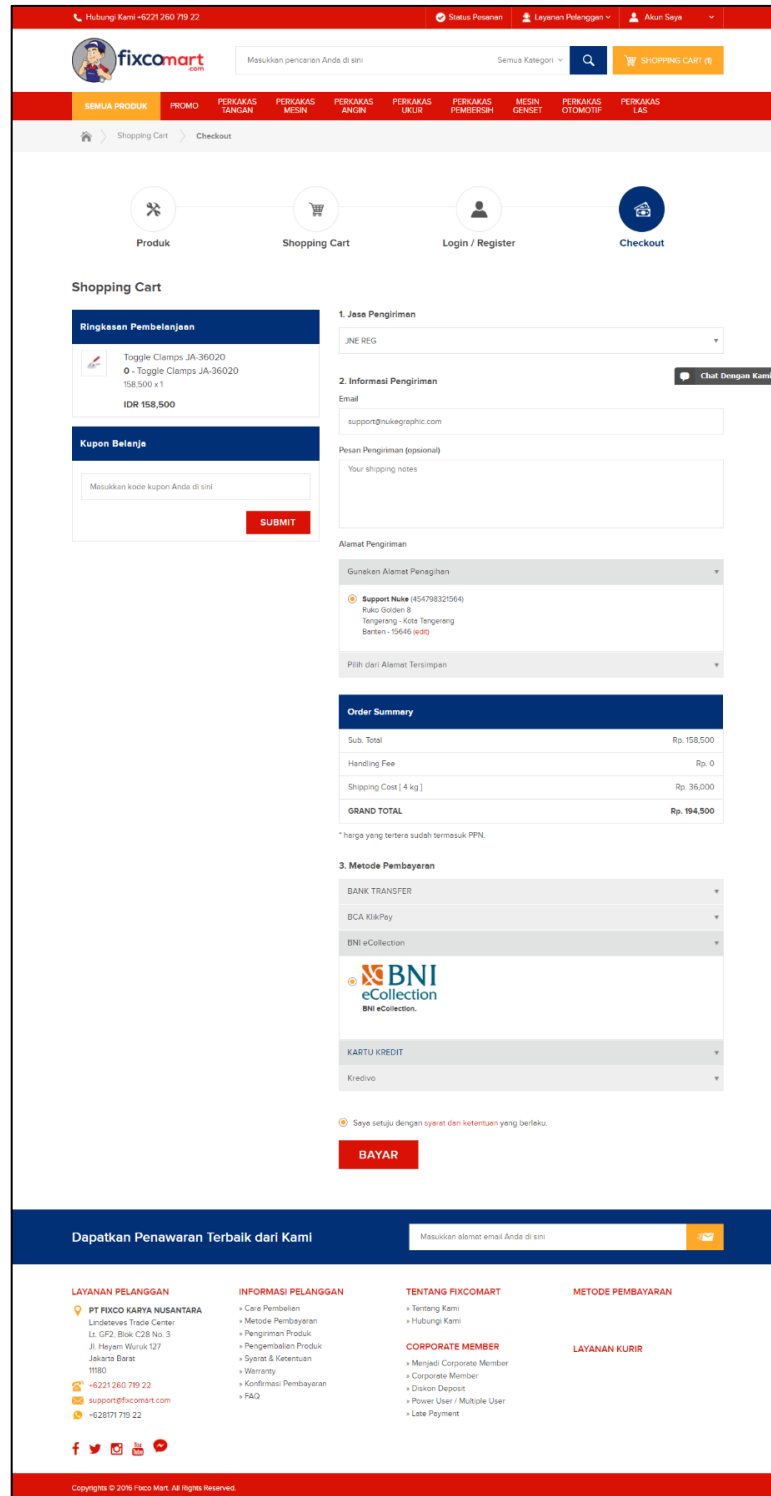 Hubungi Kami +6221 260 719 22
Status Pesanan
Layanan Pelanggan
Akun Saya
fixcomart
.com
Masukkan pencarian Anda di sini
Semua Kategori
SHOPPING CART (1)
SEMUA PRODUK
PROMO
PERKAKAS TANGAN
PERKAKAS MESIN
PERKAKAS ANGIN
PERKAKAS UKUR
PERKAKAS PEMBERSIH
MESIN GENSET
PERKAKAS OTOMOTIF
PERKAKAS LAS
Shopping Cart
Checkout
Produk
Shopping Cart
Login / Register
Checkout
Shopping Cart
Ringkasan Pembelanjaan
Toggle Clamps JA-36020
0 - Toggle Clamps JA-36020
158,500 x 1
IDR 158,500
Kupon Belanja
Masukkan kode kupon Anda di sini
SUBMIT
1. Jasa Pengiriman
JNE REG
Chat Dengan Kami
2. Informasi Pengiriman
Email
support@nukegraphic.com
Pesan Pengiriman (opsional)
Your shipping notes
Alamat Pengiriman
Gunakan Alamat Penagihan
Support Nuke (454798321564)
Ruko Golden 8
Tangerang - Kota Tangerang
Banten - 15646 (edit)
Pilih dari Alamat Tersimpan
Order Summary
Sub. Total Rp. 158,500
Handling Fee Rp. 0
Shipping Cost [ 4 kg ] Rp. 36,000
GRAND TOTAL Rp. 194,500
* harga yang tertera sudah termasuk PPN.
3. Metode Pembayaran
BANK TRANSFER
BCA KlikPay
BNI eCollection
BNI
eCollection
BNI eCollection.
KARTU KREDIT
Kredivo
Saya setuju dengan syarat dan ketentuan yang berlaku.
BAYAR
Dapatkan Penawaran Terbaik dari Kami
Masukkan alamat email Anda di sini
LAYANAN PELANGGAN
PT FIXCO KARYA NUSANTARA
Lindeteves Trade Center
Lt. GF2, Blok C28 No. 3
Jl. Hayam Wuruk 127
Jakarta Barat
11180
+6221 260 719 22
support@fixcomart.com
+628171 719 22
INFORMASI PELANGGAN
» Cara Pembelian
» Metode Pembayaran
» Pengiriman Produk
» Pengembalian Produk
» Syarat & Ketentuan
» Warranty
» Konfirmasi Pembayaran
» FAQ
TENTANG FIXCOMART
» Tentang Kami
» Hubungi Kami
CORPORATE MEMBER
» Menjadi Corporate Member
» Corporate Member
» Diskon Deposit
» Power User / Multiple User
» Late Payment
METODE PEMBAYARAN
LAYANAN KURIR
You Tube
Copyrights © 2016 Fixco Mart. All Rights Reserved.